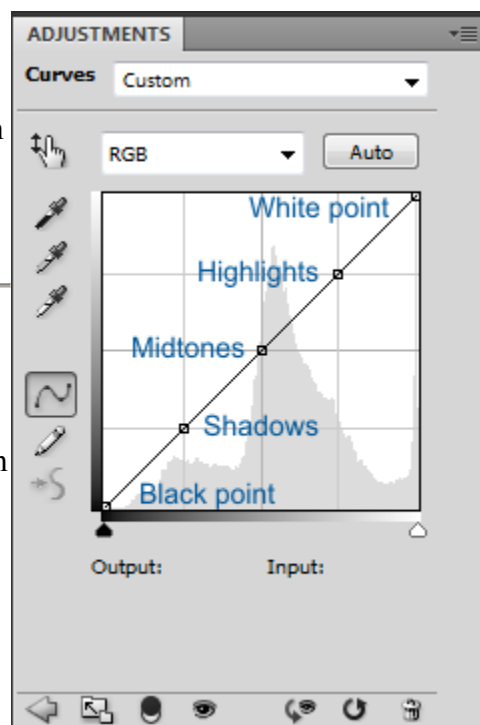 ADJUSTMENTS
Curves Custom
RGB Auto
White point
Highlights
Midtones
Shadows
Black point
Output: Input: